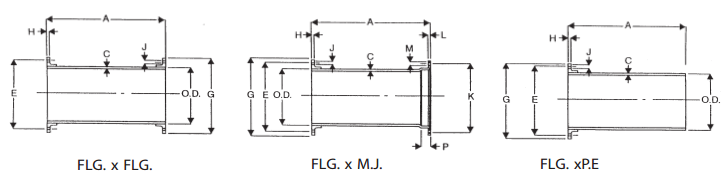 A
H
C
J
E
O.D.
G
FLG. x FLG.
A
H
J
C
M
L
G
E
O.D.
K
P
FLG. x M.J.
A
H
J
C
G
E
O.D.
FLG. xP.E